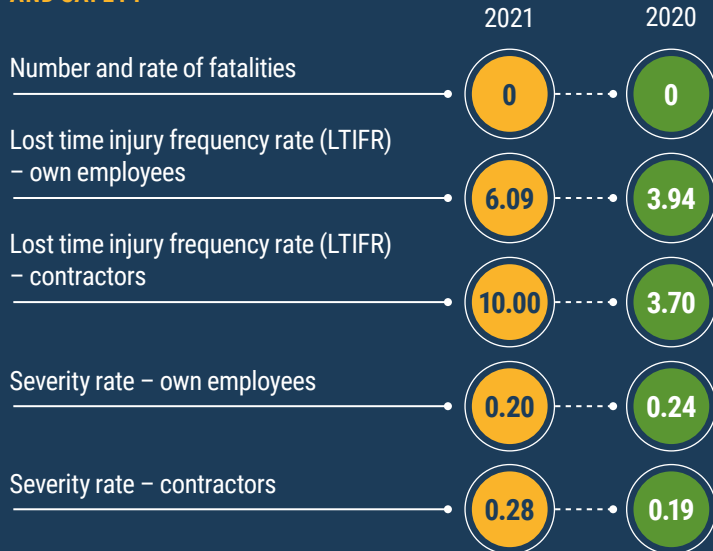 AND SAFETY
2021 2020
Number and rate of fatalities
0 0
Lost time injury frequency rate (LTIFR)
– own employees
6.09 3.94
Lost time injury frequency rate (LTIFR)
– contractors
10.00 3.70
Severity rate – own employees
0.20 0.24
Severity rate – contractors
0.28 0.19